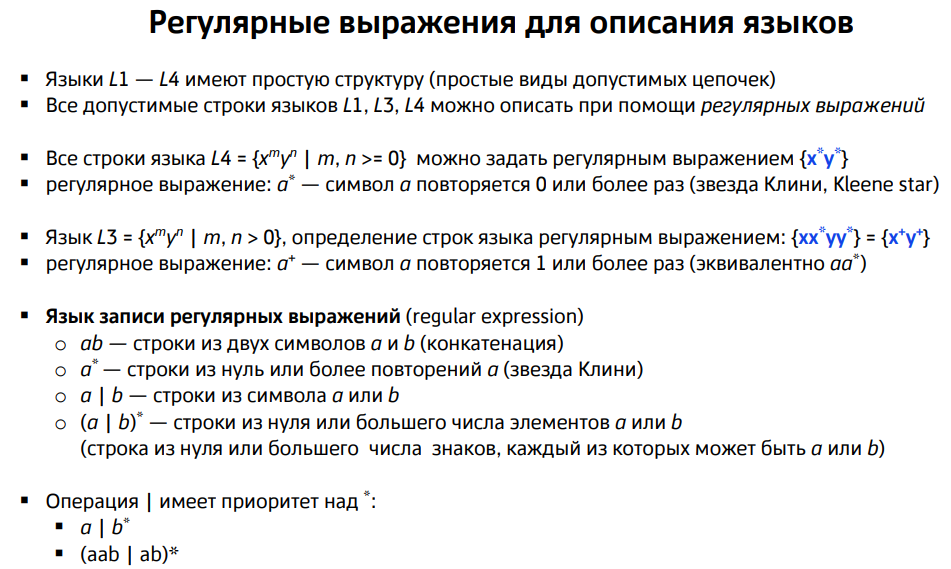 Регулярные выражения для описания языков
▪ Языки L1 — L4 имеют простую структуру (простые виды допустимых цепочек)
▪ Все допустимые строки языков L1, L3, L4 можно описать при помощи регулярных выражений
▪ Все строки языка L4 = {xᵐyⁿ | m, n >= 0} можно задать регулярным выражением {x*y*}
▪ регулярное выражение: a* — символ a повторяется 0 или более раз (звезда Клини, Kleene star)
▪ Язык L3 = {xᵐyⁿ | m, n > 0}, определение строк языка регулярным выражением: {xx*yy*} = {x⁺y⁺}
▪ регулярное выражение: a⁺ — символ a повторяется 1 или более раз (эквивалентно aa*)
▪ Язык записи регулярных выражений (regular expression)
o ab — строки из двух символов a и b (конкатенация)
o a* — строки из нуль или более повторений a (звезда Клини)
o a | b — строки из символа a или b
o (a | b)* — строки из нуля или большего числа элементов a или b
(строка из нуля или большего числа знаков, каждый из которых может быть a или b)
▪ Операция | имеет приоритет над *:
▪ a | b*
▪ (aab | ab)*